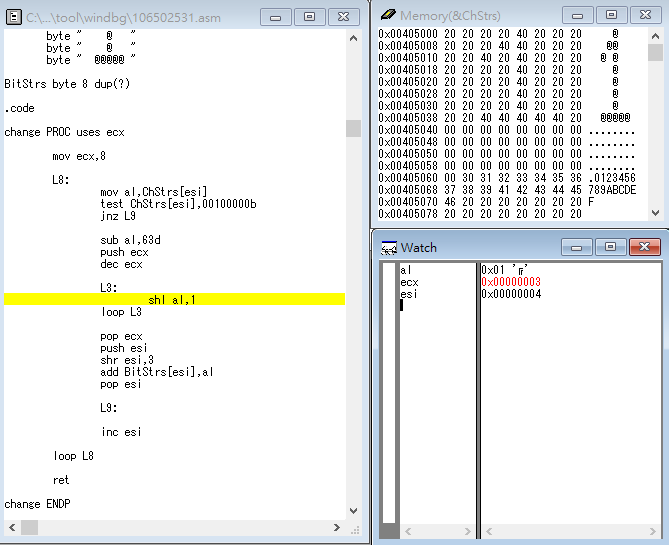 C:\...\tool\windbg\106502531.asm
byte "    @   "
byte "    @   "
byte "  @@@@@ "
BitStrs byte 8 dup(?)
.code
change PROC uses ecx
mov ecx,8
L8:
mov al,ChStrs[esi]
test ChStrs[esi],00100000b
jnz L9
sub al,63d
push ecx
dec ecx
L3:
shl al,1
loop L3
pop ecx
push esi
shr esi,3
add BitStrs[esi],al
pop esi
L9:
inc esi
loop L8
ret
change ENDP
Memory(&ChStrs)
0x00405000 20 20 20 20 40 20 20 20     @
0x00405008 20 20 20 40 40 20 20 20    @@
0x00405010 20 20 40 20 40 20 20 20   @ @
0x00405018 20 20 20 20 40 20 20 20     @
0x00405020 20 20 20 20 40 20 20 20     @
0x00405028 20 20 20 20 40 20 20 20     @
0x00405030 20 20 20 20 40 20 20 20     @
0x00405038 20 20 40 40 40 40 40 20   @@@@@
0x00405040 00 00 00 00 00 00 00 00 ........
0x00405048 00 00 00 00 00 00 00 00 ........
0x00405050 00 00 00 00 00 00 00 00 ........
0x00405058 00 00 00 00 00 00 00 00 ........
0x00405060 00 30 31 32 33 34 35 36 .0123456
0x00405068 37 38 39 41 42 43 44 45 789ABCDE
0x00405070 46 20 20 20 20 20 20 20 F
0x00405078 20 20 20 20 20 20 20 20
Watch
al 0x01 '┌'
ecx 0x00000003
esi 0x00000004